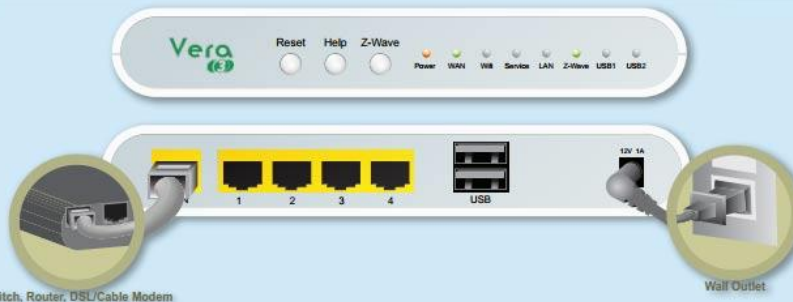 Vera
3
Reset Help Z-Wave
Power WAN Wifi Service LAN Z-Wave USB1 USB2
12V 1A
1 2 3 4 USB
Router, DSL/Cable Modem
Wall Outlet